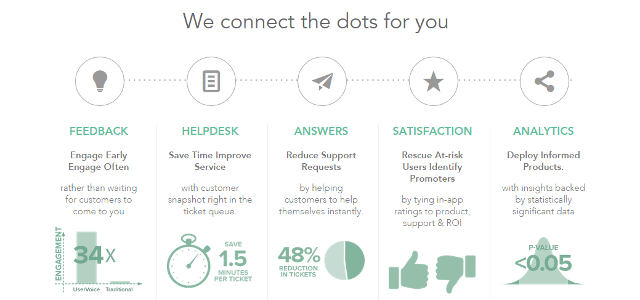 We connect the dots for you
FEEDBACK
Engage Early
Engage Often
rather than waiting
for customers to
come to you
ENGAGEMENT
34X
UserVoice
Traditional
HELPDESK
Save Time Improve
Service
with customer
snapshot right in the
ticket queue.
SAVE
1.5
MINUTES
PER TICKET
ANSWERS
Reduce Support
Requests
by helping
customers to help
themselves instantly.
48%
REDUCTION
IN TICKETS
SATISFACTION
Rescue At-risk
Users Identify
Promoters
by tying in-app
ratings to product,
support & ROI
ANALYTICS
Deploy Informed
Products.
with insights backed
by statistically
significant data
P-VALUE
<0.05